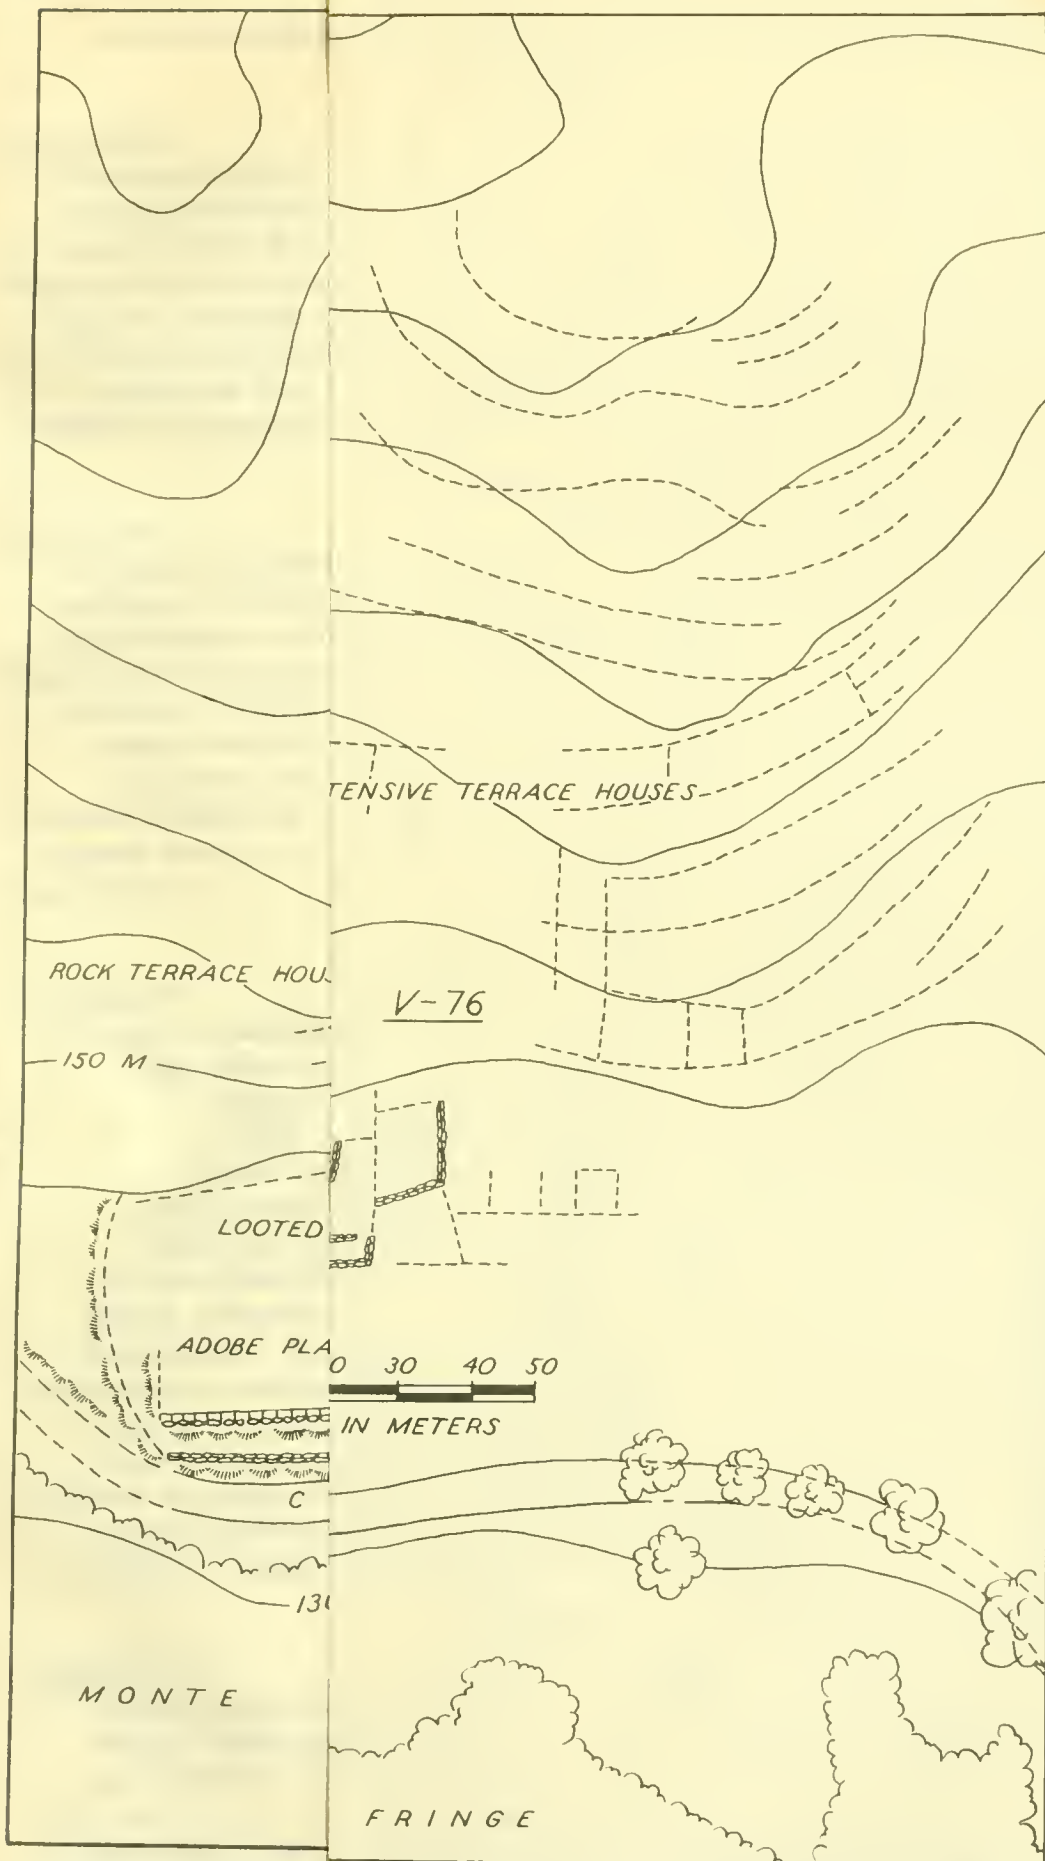 TENSIVE TERRACE HOUSES
ROCK TERRACE HOU
V-76
150 M
LOOTED
ADOBE PLA
0 30 40 50
IN METERS
C
13
MONTE
FRINGE